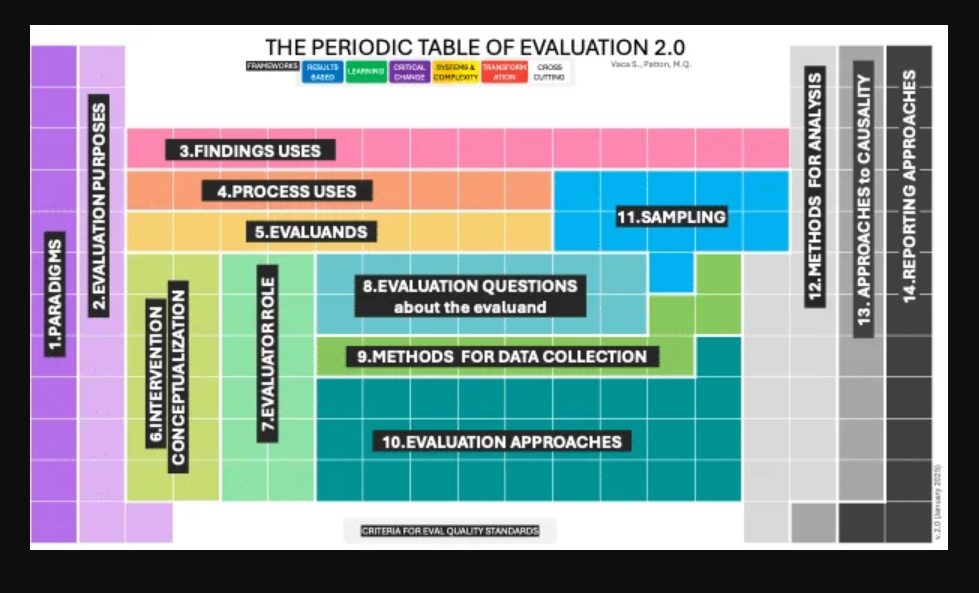 THE PERIODIC TABLE OF EVALUATION 2.0
Vaca S., Patton, M.Q.
FRAMEWORKS
RESULTS
BASED
LEARNING
CRITICAL
CHANGE
SYSTEMS &
COMPLEXITY
TRANSFORM
ATION
CROSS
CUTTING
1.PARADIGMS
2.EVALUATION PURPOSES
3.FINDINGS USES
4.PROCESS USES
5.EVALUANDS
6.INTERVENTION
CONCEPTUALIZATION
7.EVALUATOR ROLE
8.EVALUATION QUESTIONS
about the evaluand
9.METHODS FOR DATA COLLECTION
10.EVALUATION APPROACHES
11.SAMPLING
12.METHODS FOR ANALYSIS
13. APPROACHES to CAUSALITY
14.REPORTING APPROACHES
CRITERIA FOR EVAL QUALITY STANDARDS
v.2.0 (January 2025)